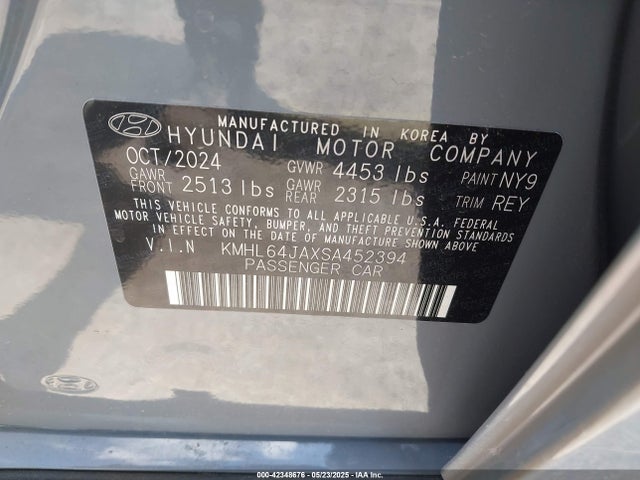 MANUFACTURED IN KOREA BY
HYUNDAI MOTOR COMPANY
OCT/2024 GVWR 4453 lbs PAINT NY9
GAWR FRONT 2513 lbs GAWR REAR 2315 lbs TRIM REY
THIS VEHICLE CONFORMS TO ALL APPLICABLE U.S.A. FEDERAL
MOTOR VEHICLE SAFETY, BUMPER, AND THEFT PREVENTION STANDARDS
IN EFFECT ON THE DATE OF MANUFACTURE SHOWN ABOVE.
V.I.N KMHL64JAXSA452394
PASSENGER CAR
000-42348676 - 05/23/2025 - IAA Inc.